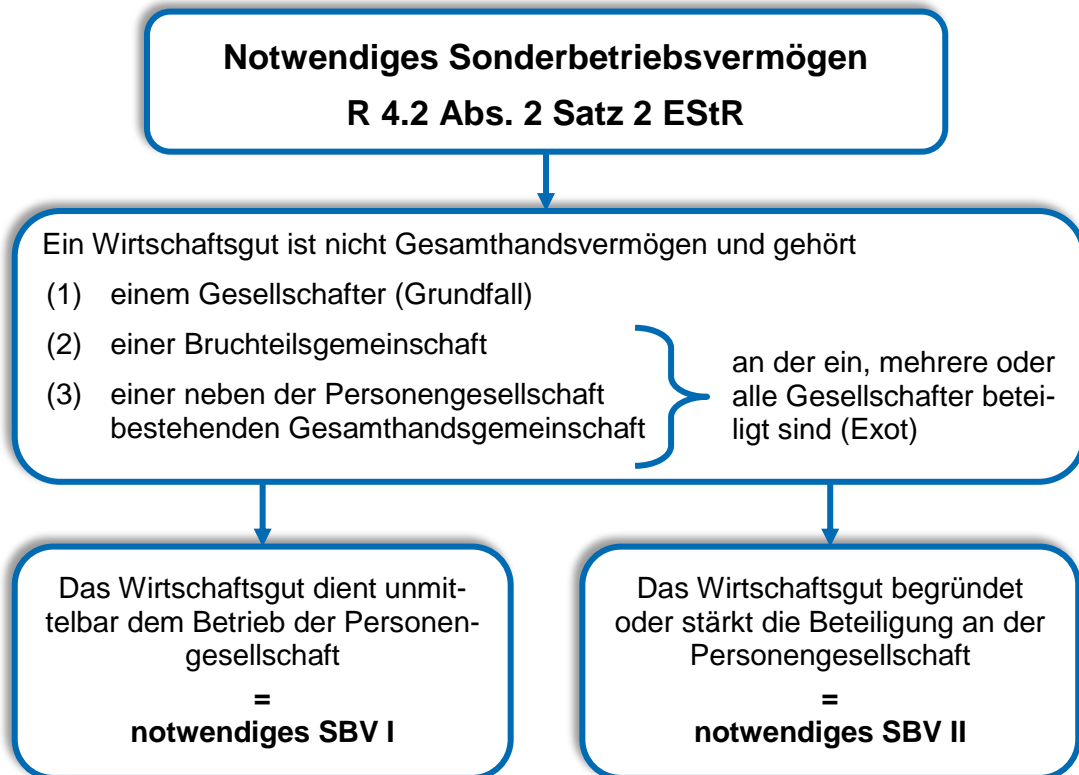 Notwendiges Sonderbetriebsvermögen
R 4.2 Abs. 2 Satz 2 EStR
Ein Wirtschaftsgut ist nicht Gesamthandsvermögen und gehört
(1) einem Gesellschafter (Grundfall)
(2) einer Bruchteilsgemeinschaft
(3) einer neben der Personengesellschaft
bestehenden Gesamthandsgemeinschaft
an der ein, mehrere oder
alle Gesellschafter betei-
ligt sind (Exot)
Das Wirtschaftsgut dient unmit-
telbar dem Betrieb der Personen-
gesellschaft
=
notwendiges SBV I
Das Wirtschaftsgut begründet
oder stärkt die Beteiligung an der
Personengesellschaft
=
notwendiges SBV II